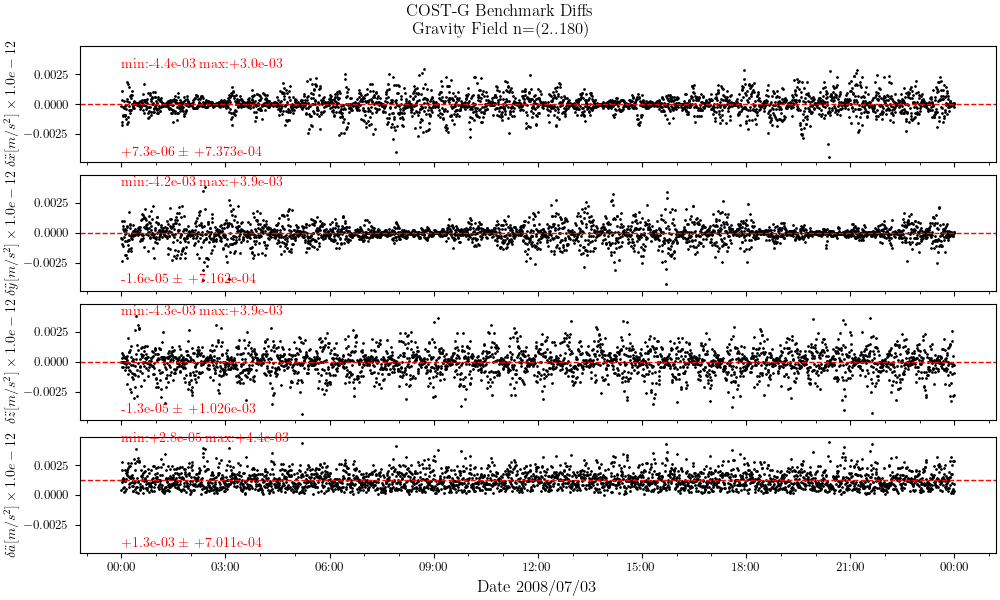 COST-G Benchmark Diffs
Gravity Field n=(2..180)
δẍ[m/s²] × 1.0e − 12
0.0025
0.0000
−0.0025
min:-4.4e-03 max:+3.0e-03
+7.3e-06 ± +7.373e-04
δÿ[m/s²] × 1.0e − 12
0.0025
0.0000
−0.0025
min:-4.2e-03 max:+3.9e-03
-1.6e-05 ± +7.162e-04
δz̈[m/s²] × 1.0e − 12
0.0025
0.0000
−0.0025
min:-4.3e-03 max:+3.9e-03
-1.3e-05 ± +1.026e-03
δä[m/s²] × 1.0e − 12
0.0025
0.0000
−0.0025
min:+2.8e-05 max:+4.4e-03
+1.3e-03 ± +7.011e-04
00:00 03:00 06:00 09:00 12:00 15:00 18:00 21:00 00:00
Date 2008/07/03